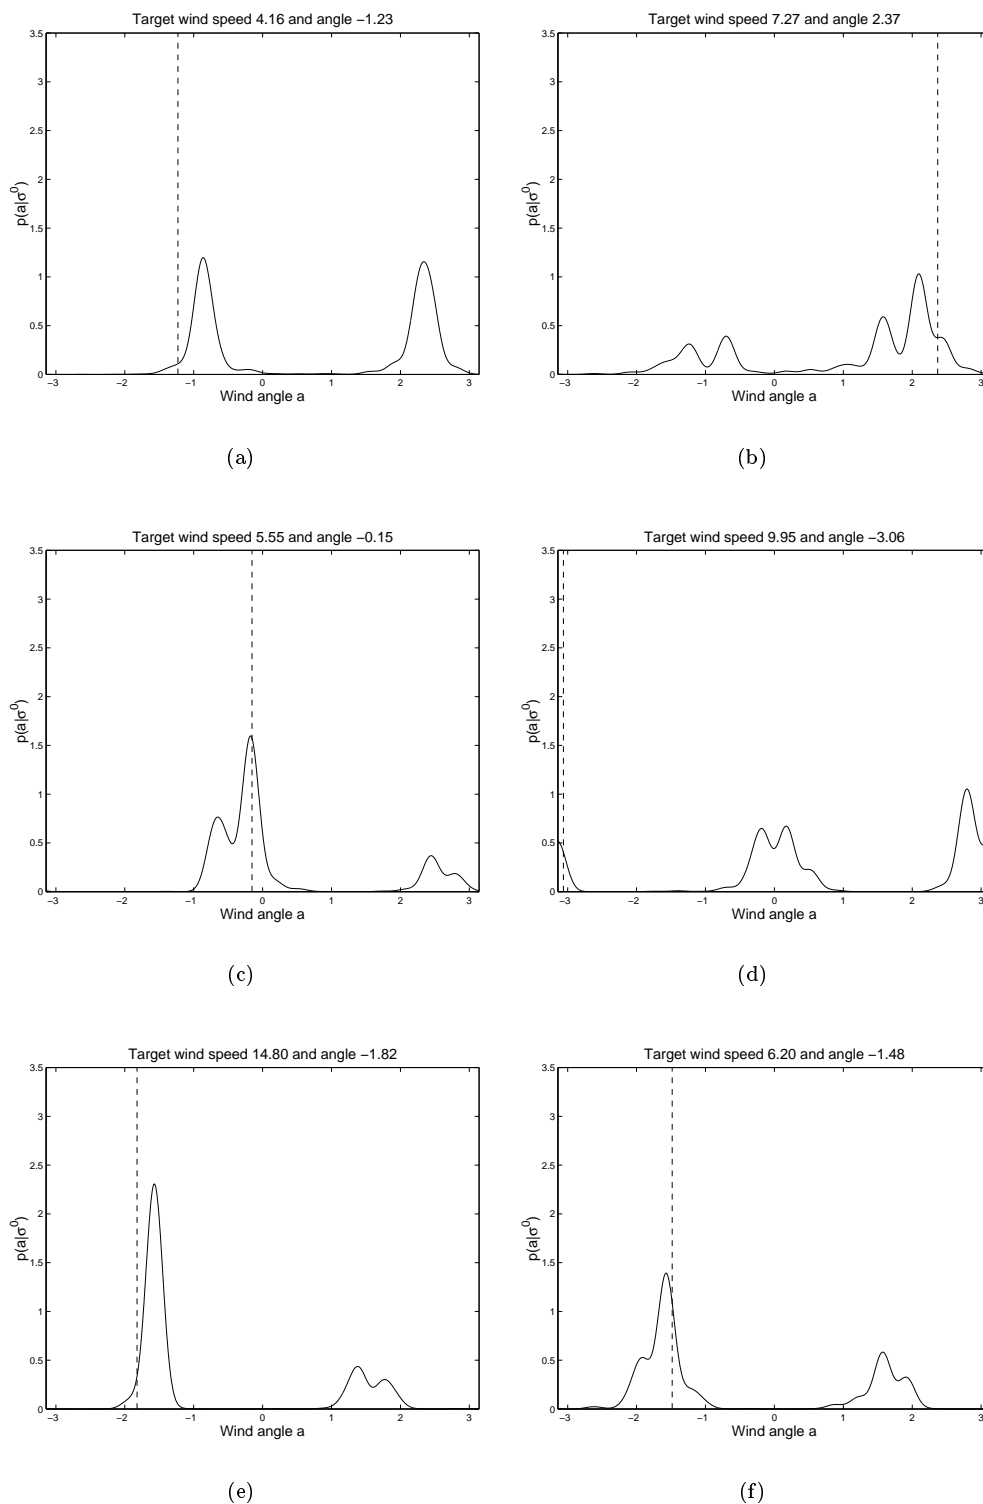 Target wind speed 4.16 and angle −1.23
3.5
3
2.5
2
1.5
1
0.5
0
p(a|σ⁰)
−3 −2 −1 0 1 2 3
Wind angle a
(a)
Target wind speed 7.27 and angle 2.37
3.5
3
2.5
2
1.5
1
0.5
0
p(a|σ⁰)
−3 −2 −1 0 1 2 3
Wind angle a
(b)
Target wind speed 5.55 and angle −0.15
3.5
3
2.5
2
1.5
1
0.5
0
p(a|σ⁰)
−3 −2 −1 0 1 2 3
Wind angle a
(c)
Target wind speed 9.95 and angle −3.06
3.5
3
2.5
2
1.5
1
0.5
0
p(a|σ⁰)
−3 −2 −1 0 1 2 3
Wind angle a
(d)
Target wind speed 14.80 and angle −1.82
3.5
3
2.5
2
1.5
1
0.5
0
p(a|σ⁰)
−3 −2 −1 0 1 2 3
Wind angle a
(e)
Target wind speed 6.20 and angle −1.48
3.5
3
2.5
2
1.5
1
0.5
0
p(a|σ⁰)
−3 −2 −1 0 1 2 3
Wind angle a
(f)